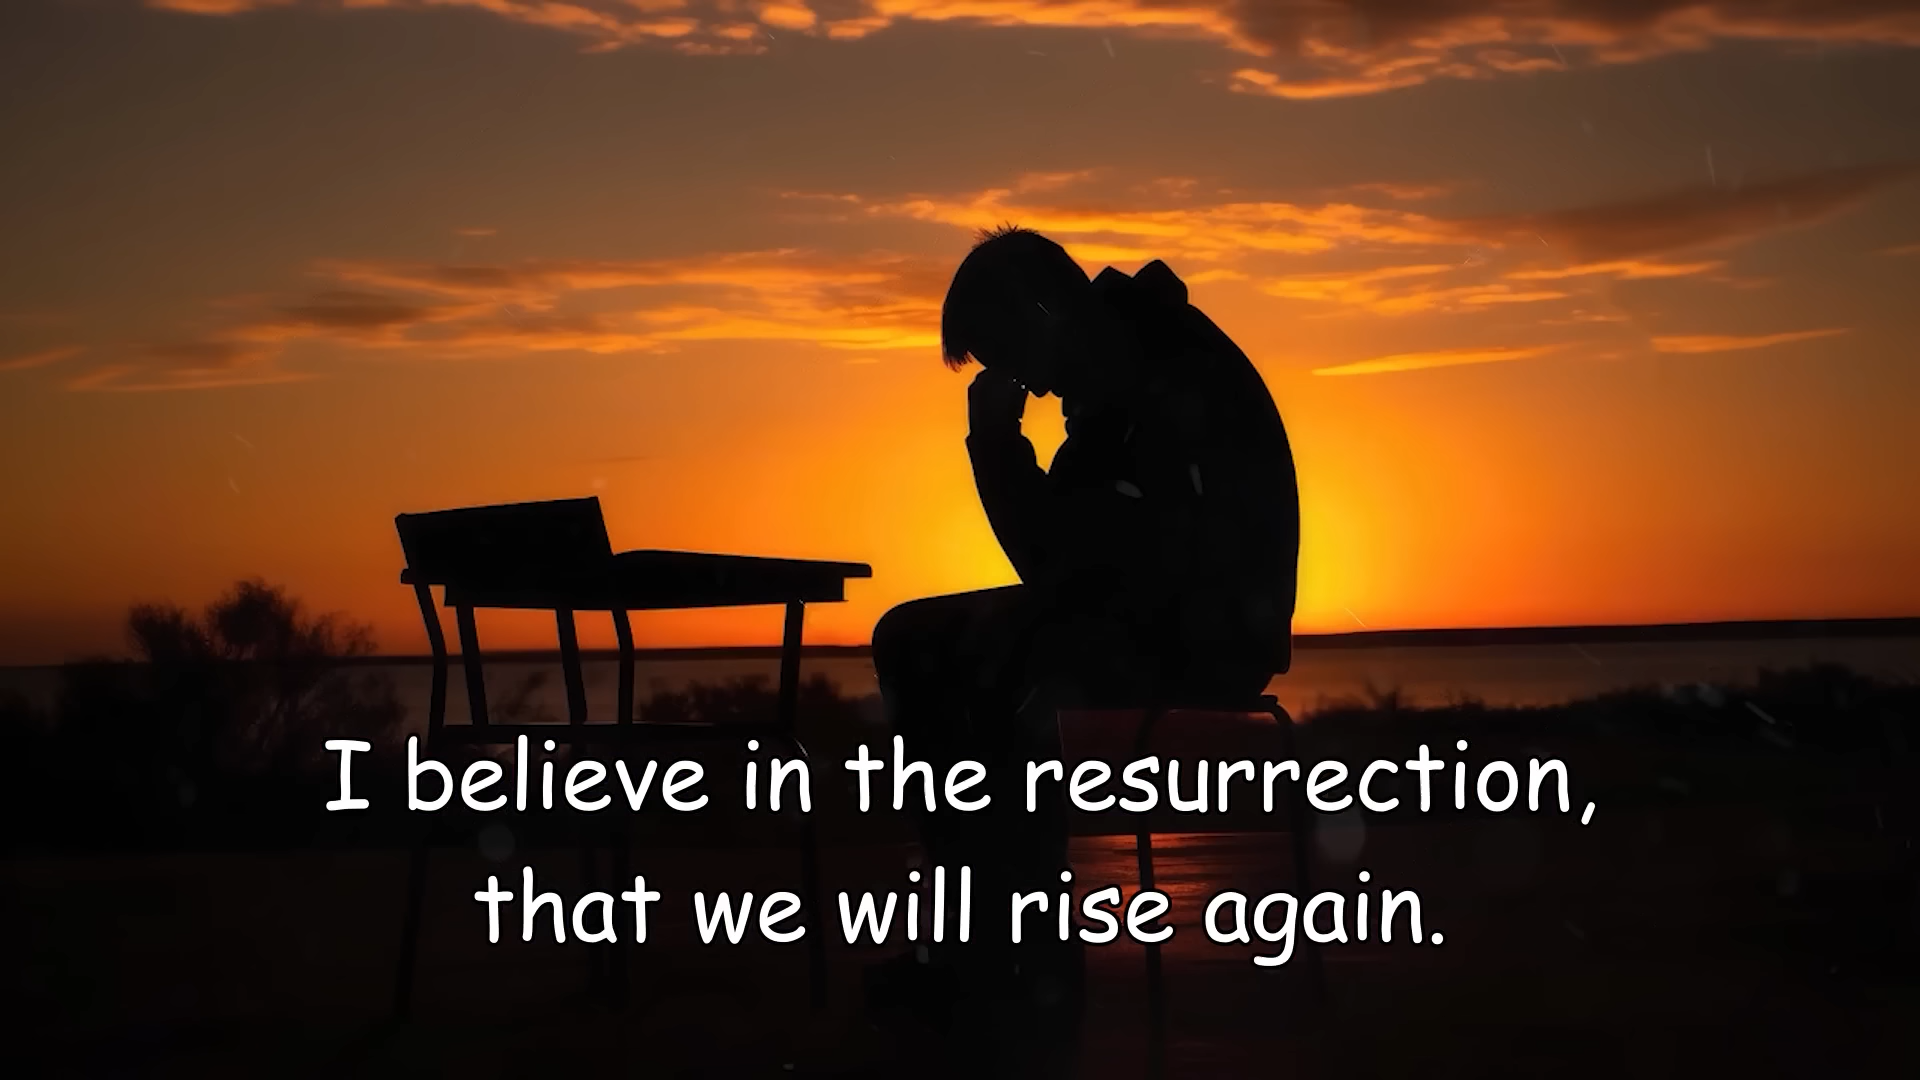 I believe in the resurrection,
that we will rise again.